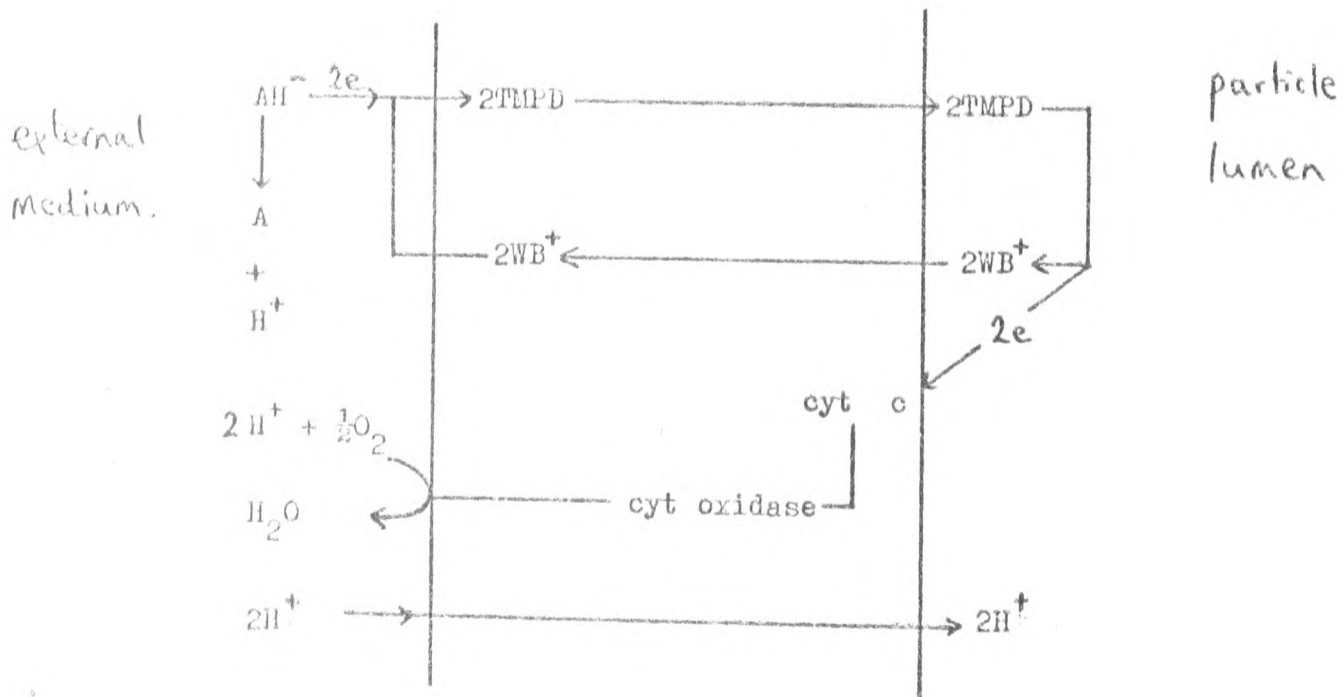 external
medium.
particle
lumen
AH⁻ 2e 2TMPD 2TMPD
A
+
H⁺
2WB⁺ 2WB⁺
2e
cyt c
2H⁺ + ½O₂
H₂O
cyt oxidase
2H⁺ 2H⁺